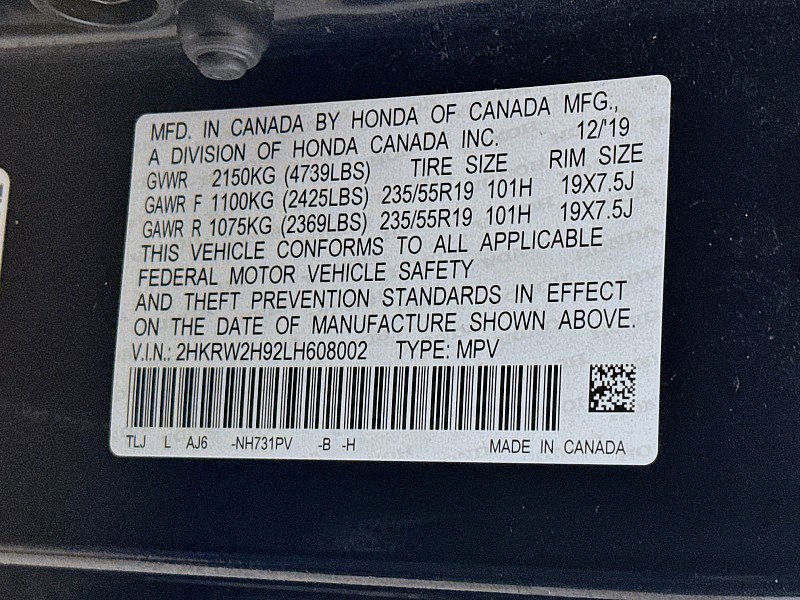 MFD. IN CANADA BY HONDA OF CANADA MFG.,
A DIVISION OF HONDA CANADA INC. 12/'19
GVWR 2150KG (4739LBS) TIRE SIZE RIM SIZE
GAWR F 1100KG (2425LBS) 235/55R19 101H 19X7.5J
GAWR R 1075KG (2369LBS) 235/55R19 101H 19X7.5J
THIS VEHICLE CONFORMS TO ALL APPLICABLE
FEDERAL MOTOR VEHICLE SAFETY
AND THEFT PREVENTION STANDARDS IN EFFECT
ON THE DATE OF MANUFACTURE SHOWN ABOVE.
V.I.N.: 2HKRW2H92LH608002 TYPE: MPV
TLJ L AJ6 -NH731PV -B -H MADE IN CANADA